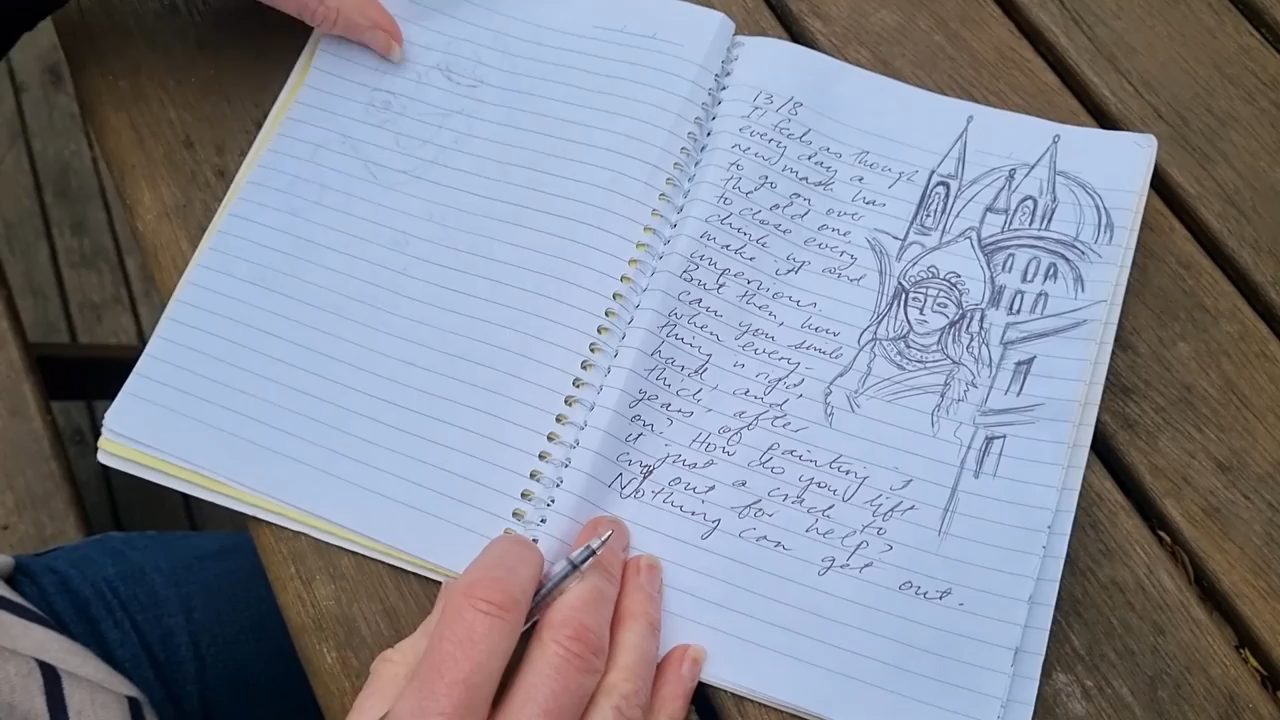 13/8
It feels as though
every day a
new mask has
to go on over
the old one,
to close every
chink up and
make it
impervious.
But then, how
can you smile
when every-
thing is rigid,
hard, and
thick, after
years of painting it
on? How do you lift
it just a crack to
cry out for help?
Nothing can get out.